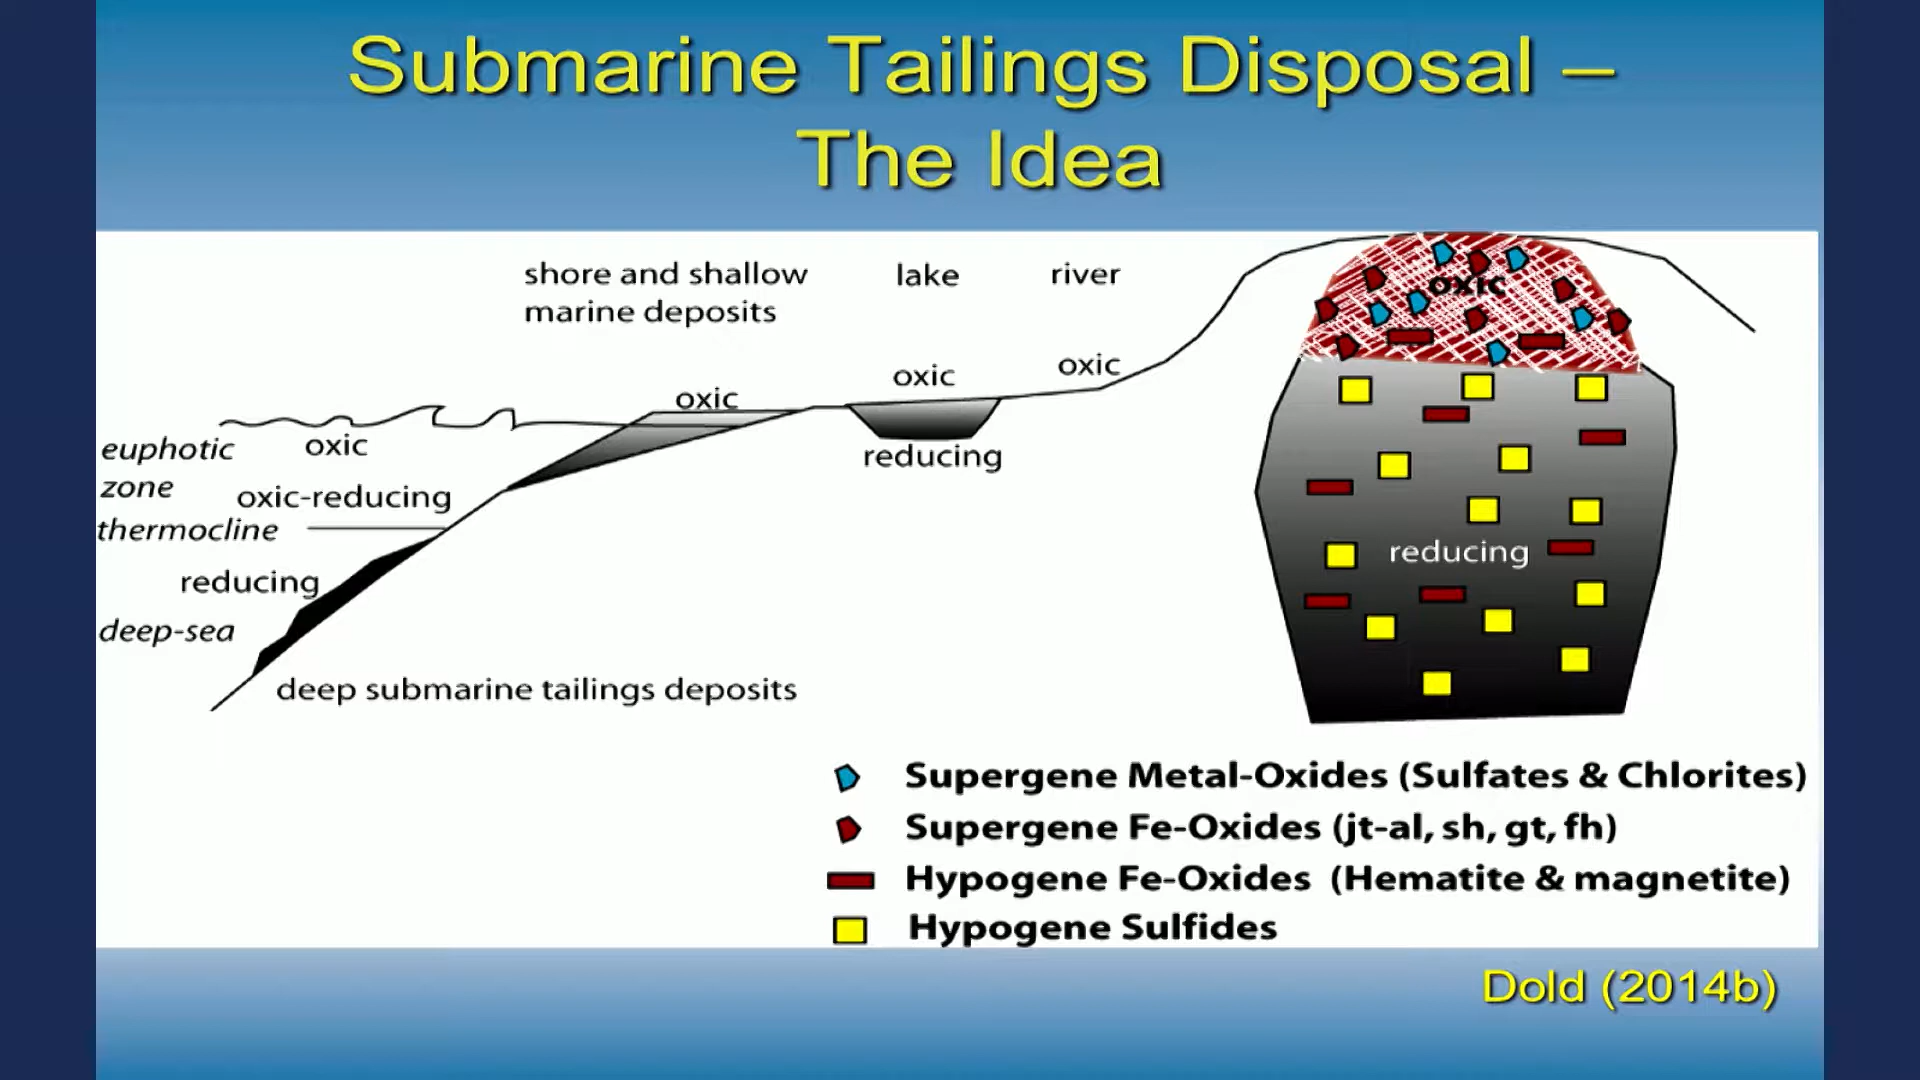 Submarine Tailings Disposal –
The Idea
shore and shallow
marine deposits
lake
river
oxic
oxic
oxic
oxic
oxic
euphotic
zone
oxic-reducing
thermocline
reducing
deep-sea
reducing
deep submarine tailings deposits
reducing
Supergene Metal-Oxides (Sulfates & Chlorites)
Supergene Fe-Oxides (jt-al, sh, gt, fh)
Hypogene Fe-Oxides (Hematite & magnetite)
Hypogene Sulfides
Dold (2014b)